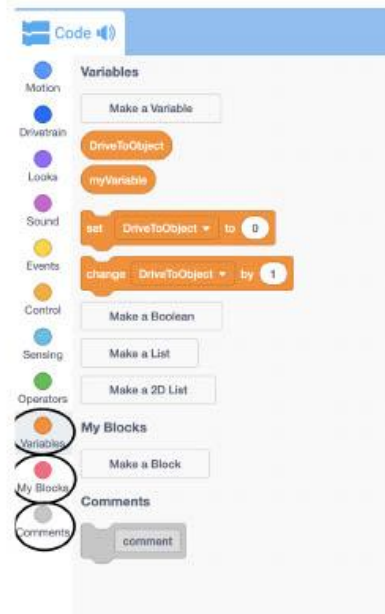 Code
Motion
Drivetrain
Looks
Sound
Events
Control
Sensing
Operators
Variables
My Blocks
Comments
Variables
Make a Variable
DriveToObject
myVariable
set DriveToObject to 0
change DriveToObject by 1
Make a Boolean
Make a List
Make a 2D List
My Blocks
Make a Block
Comments
comment